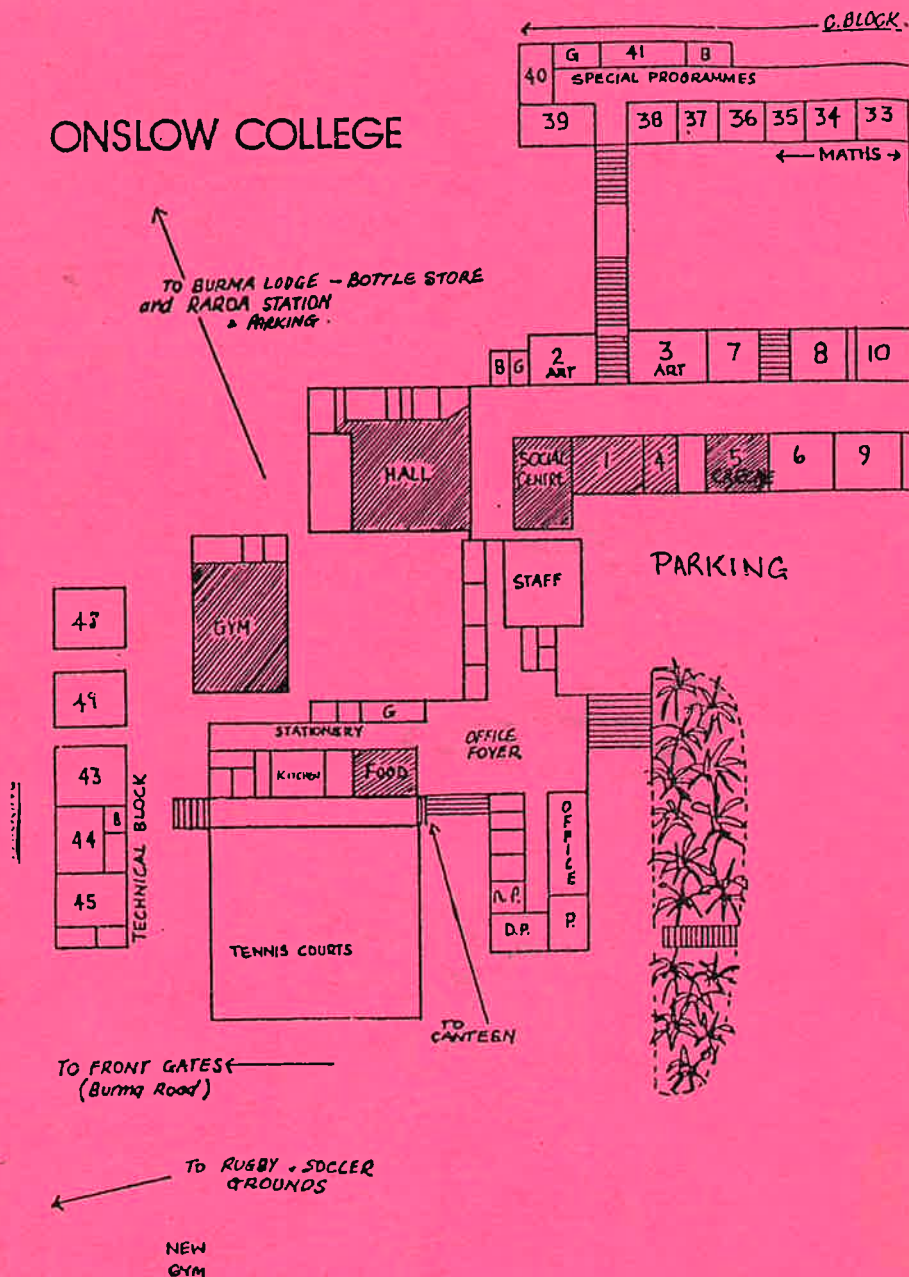 C. BLOCK.
G 41 B
40 SPECIAL PROGRAMMES
39 38 37 36 35 34 33
← MATHS →
ONSLOW COLLEGE
TO BURMA LODGE - BOTTLE STORE
and RAROA STATION
& PARKING.
B G 2 ART
3 ART
7 8 10
HALL
SOCIAL
CENTRE
1 4 5 6 9
CRECHE
PARKING
STAFF
GYM
49
43
44 B
45
TECHNICAL BLOCK
G
STATIONERY
OFFICE
FOYER
KITCHEN FOOD
OFFICE
D.P. P.
TENNIS COURTS
TO
CANTEEN
TO FRONT GATES
(Burma Road)
TO RUGBY + SOCCER
GROUNDS
NEW
GYM